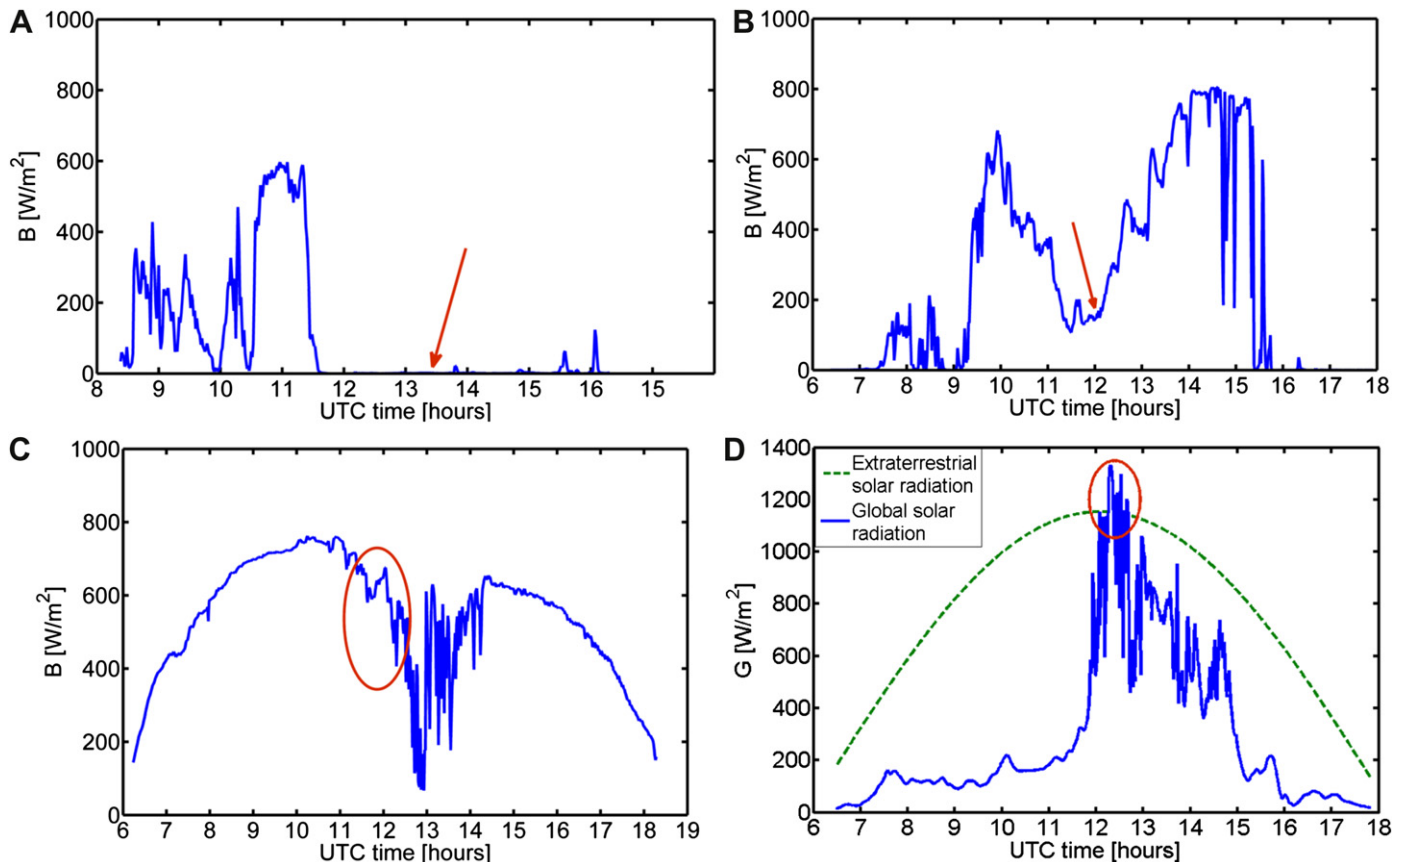 A
1000
800
600
400
200
0
B [W/m2]
8 9 10 11 12 13 14 15 16 15
UTC time [hours]
B
1000
800
600
400
200
0
B [W/m2]
6 7 8 9 10 11 12 13 14 15 16 17 18
UTC time [hours]
C
1000
800
600
400
200
0
B [W/m2]
6 7 8 9 10 11 12 13 14 15 16 17 18 19
UTC time [hours]
D
1400
1200
1000
800
600
400
200
0
G [W/m2]
Extraterrestrial
solar radiation
Global solar
radiation
6 7 8 9 10 11 12 13 14 15 16 17 18
UTC time [hours]